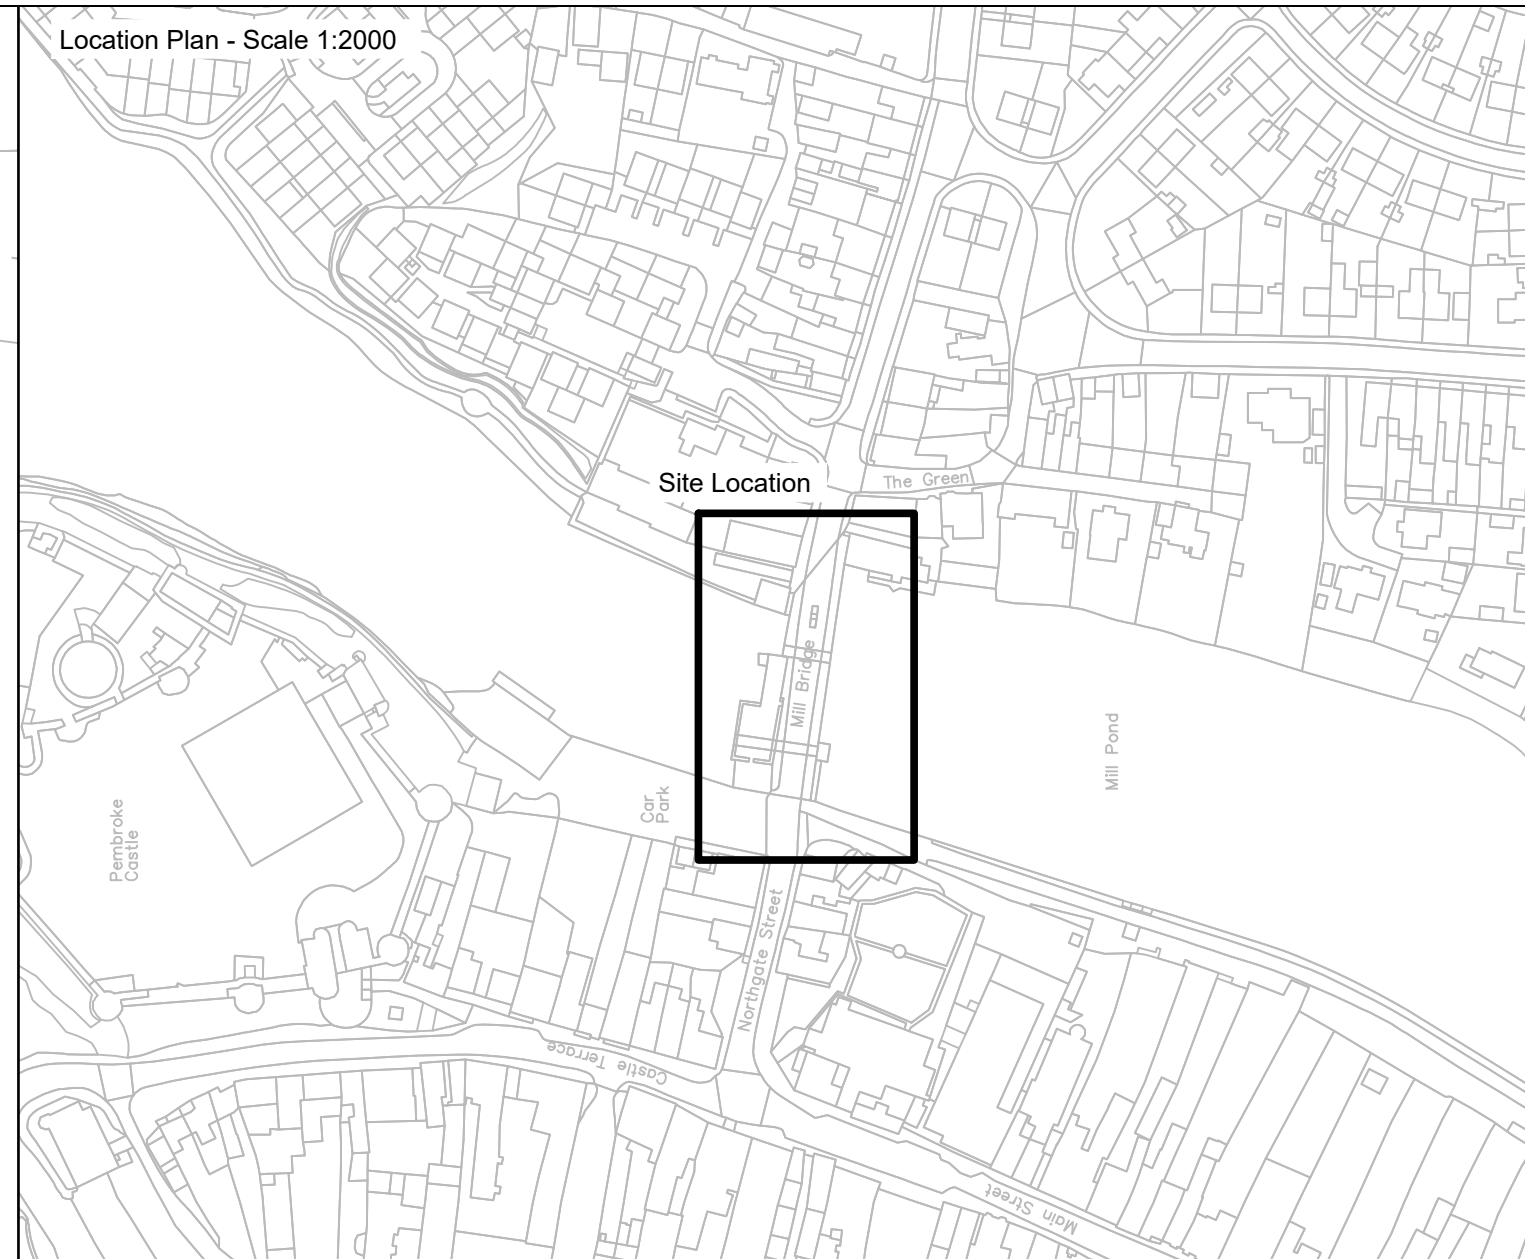 Location Plan - Scale 1:2000
Site Location
The Green
Mill Bridge
Mill Pond
Car
Park
Pembroke
Castle
Northgate Street
Castle Terrace
Main Street